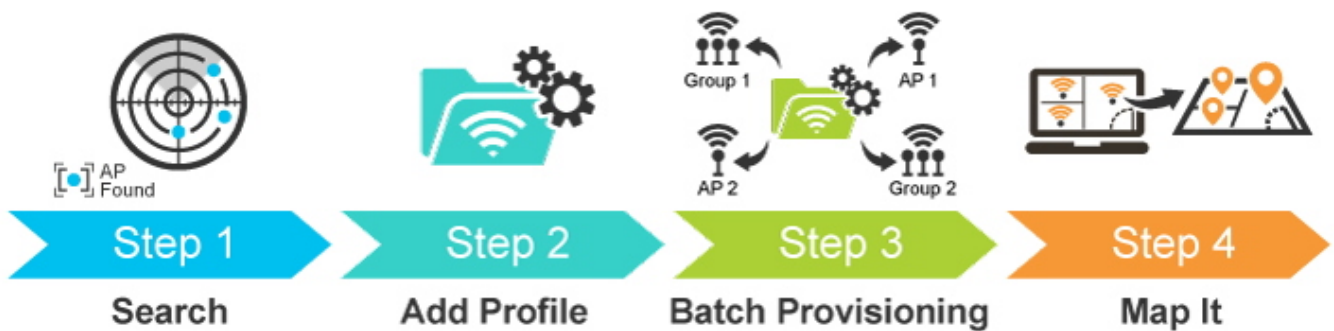 Group 1
AP 1
AP
Found
AP 2
Group 2
Step 1
Step 2
Step 3
Step 4
Search
Add Profile
Batch Provisioning
Map It